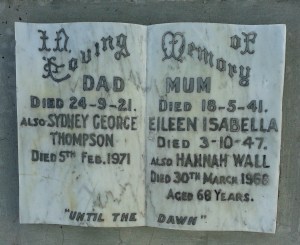 In Loving
Memory of
DAD
DIED 24-9-21.
ALSO SYDNEY GEORGE
THOMPSON
DIED 5TH FEB. 1971
MUM
DIED 18-5-41.
EILEEN ISABELLA
DIED 3-10-47.
ALSO HANNAH WALL
DIED 30TH MARCH 1966
AGED 68 YEARS.
"UNTIL THE DAWN"